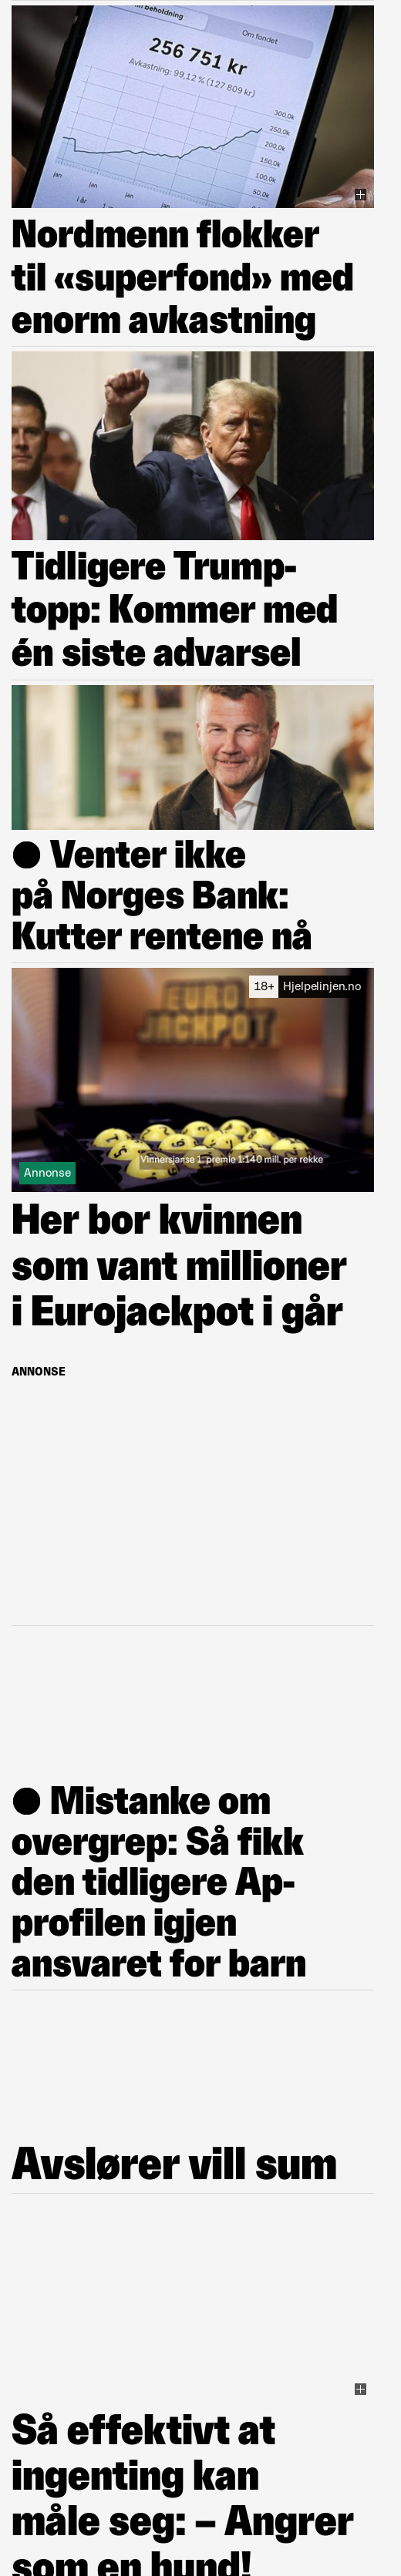 beholdning
Om fondet
256 751 kr
Avkastning: 99,12 % (127 809 kr)
300,0k
250,0k
200,0k
150,0k
100,0k
50,0k
jan
jan
jan
jan
i år
Nordmenn flokker
til «superfond» med
enorm avkastning
Tidligere Trump-
topp: Kommer med
én siste advarsel
Venter ikke
på Norges Bank:
Kutter rentene nå
18+ Hjelpelinjen.no
EURO
JACKPOT
Vinnersjanse 1. premie 1:140 mill. per rekke
Annonse
Her bor kvinnen
som vant millioner
i Eurojackpot i går
ANNONSE
Mistanke om
overgrep: Så fikk
den tidligere Ap-
profilen igjen
ansvaret for barn
Avslører vill sum
Så effektivt at
ingenting kan
måle seg: – Angrer
som en hund!